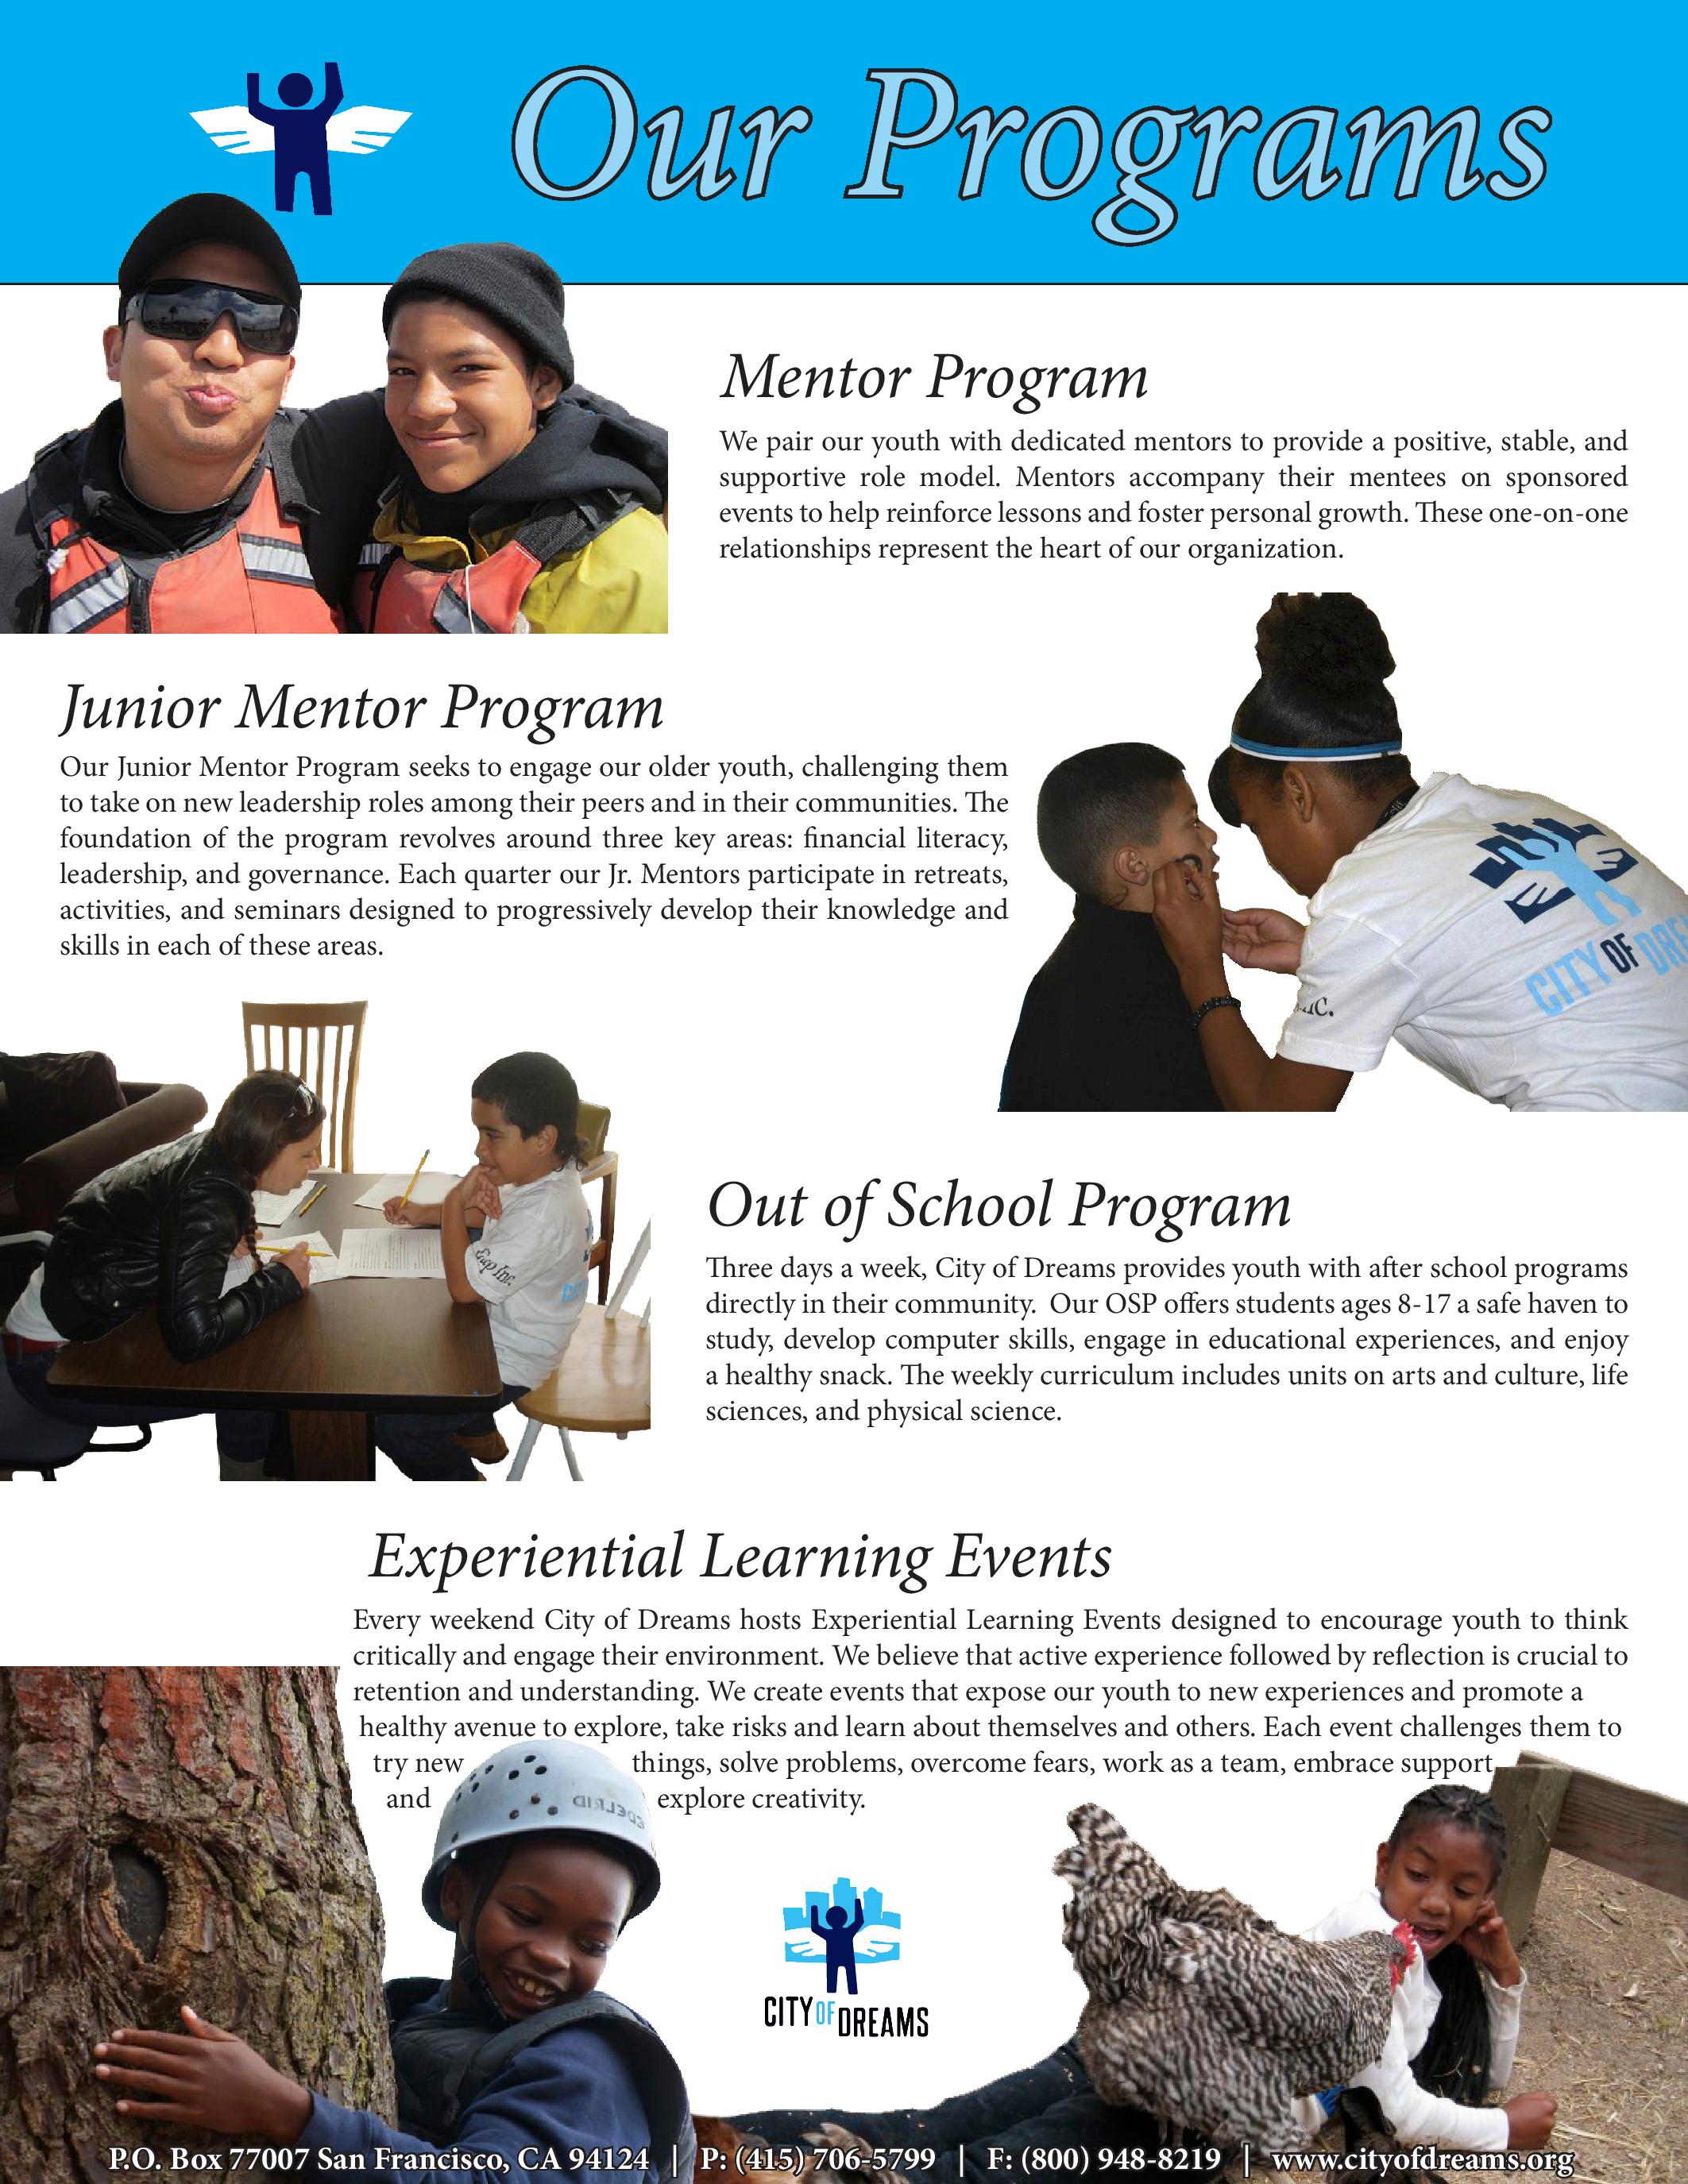 Our Programs
Mentor Program
We pair our youth with dedicated mentors to provide a positive, stable, and
supportive role model. Mentors accompany their mentees on sponsored
events to help reinforce lessons and foster personal growth. These one-on-one
relationships represent the heart of our organization.
Junior Mentor Program
Our Junior Mentor Program seeks to engage our older youth, challenging them
to take on new leadership roles among their peers and in their communities. The
foundation of the program revolves around three key areas: financial literacy,
leadership, and governance. Each quarter our Jr. Mentors participate in retreats,
activities, and seminars designed to progressively develop their knowledge and
skills in each of these areas.
CITY OF
Out of School Program
Three days a week, City of Dreams provides youth with after school programs
directly in their community. Our OSP offers students ages 8-17 a safe haven to
study, develop computer skills, engage in educational experiences, and enjoy
a healthy snack. The weekly curriculum includes units on arts and culture, life
sciences, and physical science.
Inc.
Experiential Learning Events
Every weekend City of Dreams hosts Experiential Learning Events designed to encourage youth to think
critically and engage their environment. We believe that active experience followed by reflection is crucial to
retention and understanding. We create events that expose our youth to new experiences and promote a
healthy avenue to explore, take risks and learn about themselves and others. Each event challenges them to
try new things, solve problems, overcome fears, work as a team, embrace support
and explore creativity.
EDELRID
CITY OF DREAMS
P.O. Box 77007 San Francisco, CA 94124 | P: (415) 706-5799 | F: (800) 948-8219 | www.cityofdreams.org